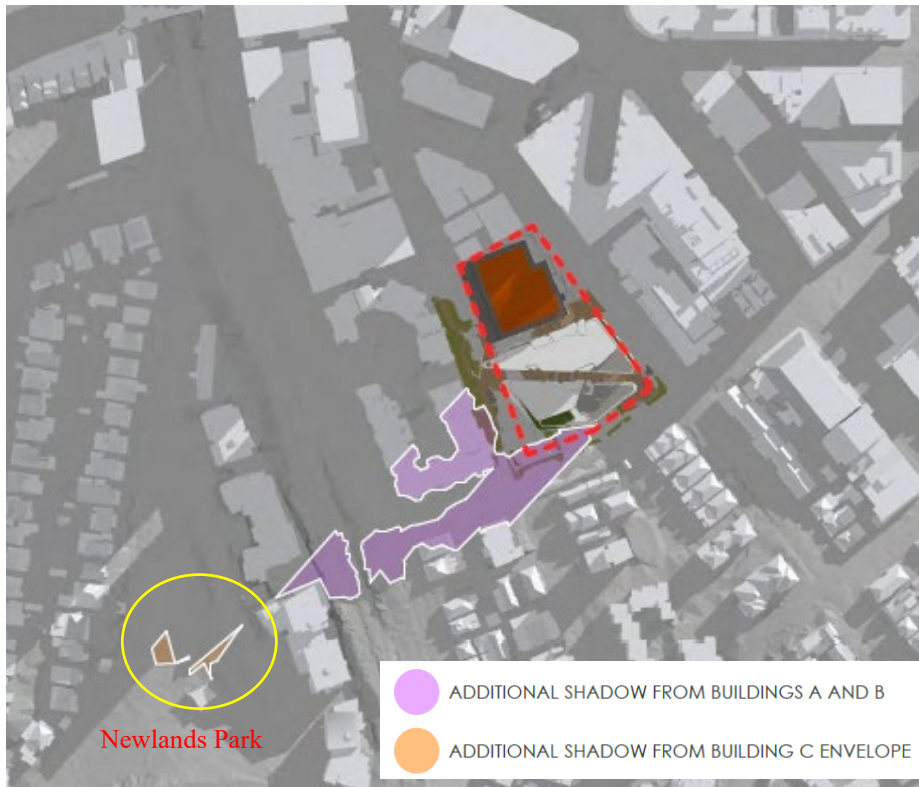 Newlands Park
ADDITIONAL SHADOW FROM BUILDINGS A AND B
ADDITIONAL SHADOW FROM BUILDING C ENVELOPE